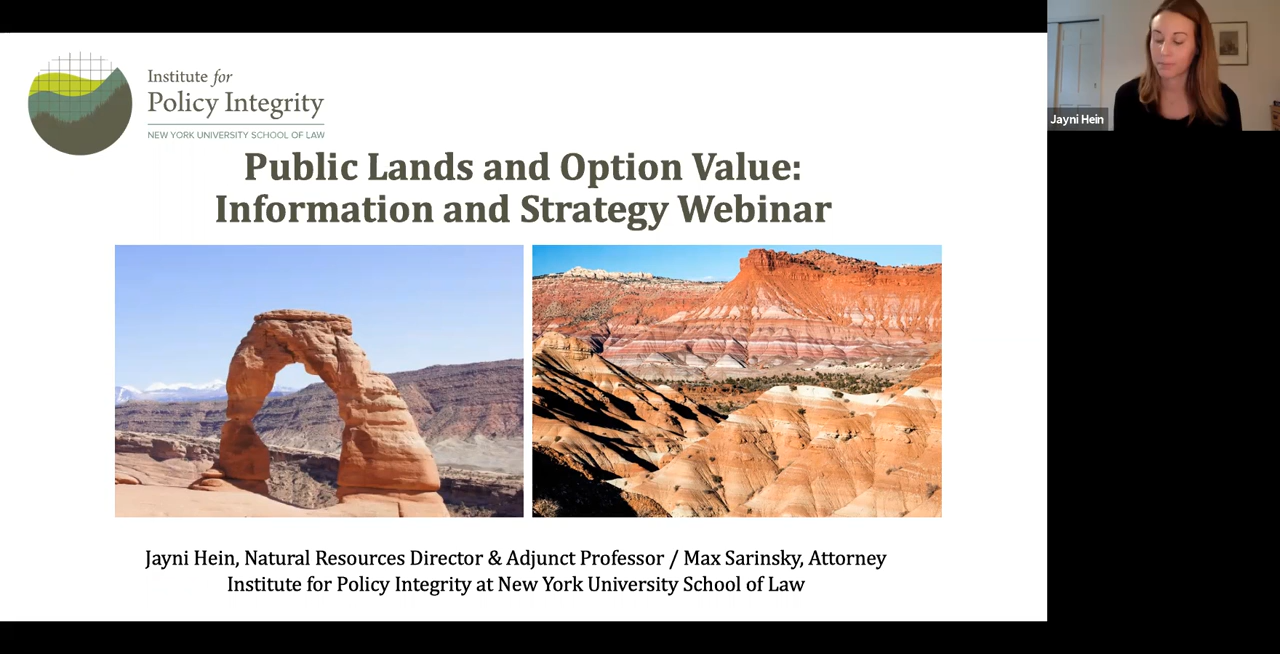 Institute for
Policy Integrity
NEW YORK UNIVERSITY SCHOOL OF LAW
Public Lands and Option Value:
Information and Strategy Webinar
Jayni Hein
Jayni Hein, Natural Resources Director & Adjunct Professor / Max Sarinsky, Attorney
Institute for Policy Integrity at New York University School of Law